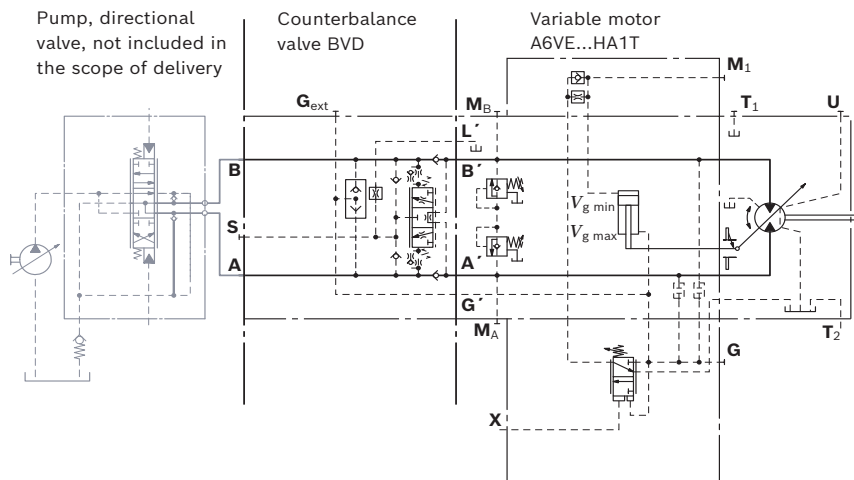 Pump, directional
valve, not included in
the scope of delivery
Counterbalance
valve BVD
Variable motor
A6VE...HA1T
M1
Gext
MB
T1
U
L´
B
B´
Vg min
S
Vg max
A
A´
G´
MA
T2
G
X